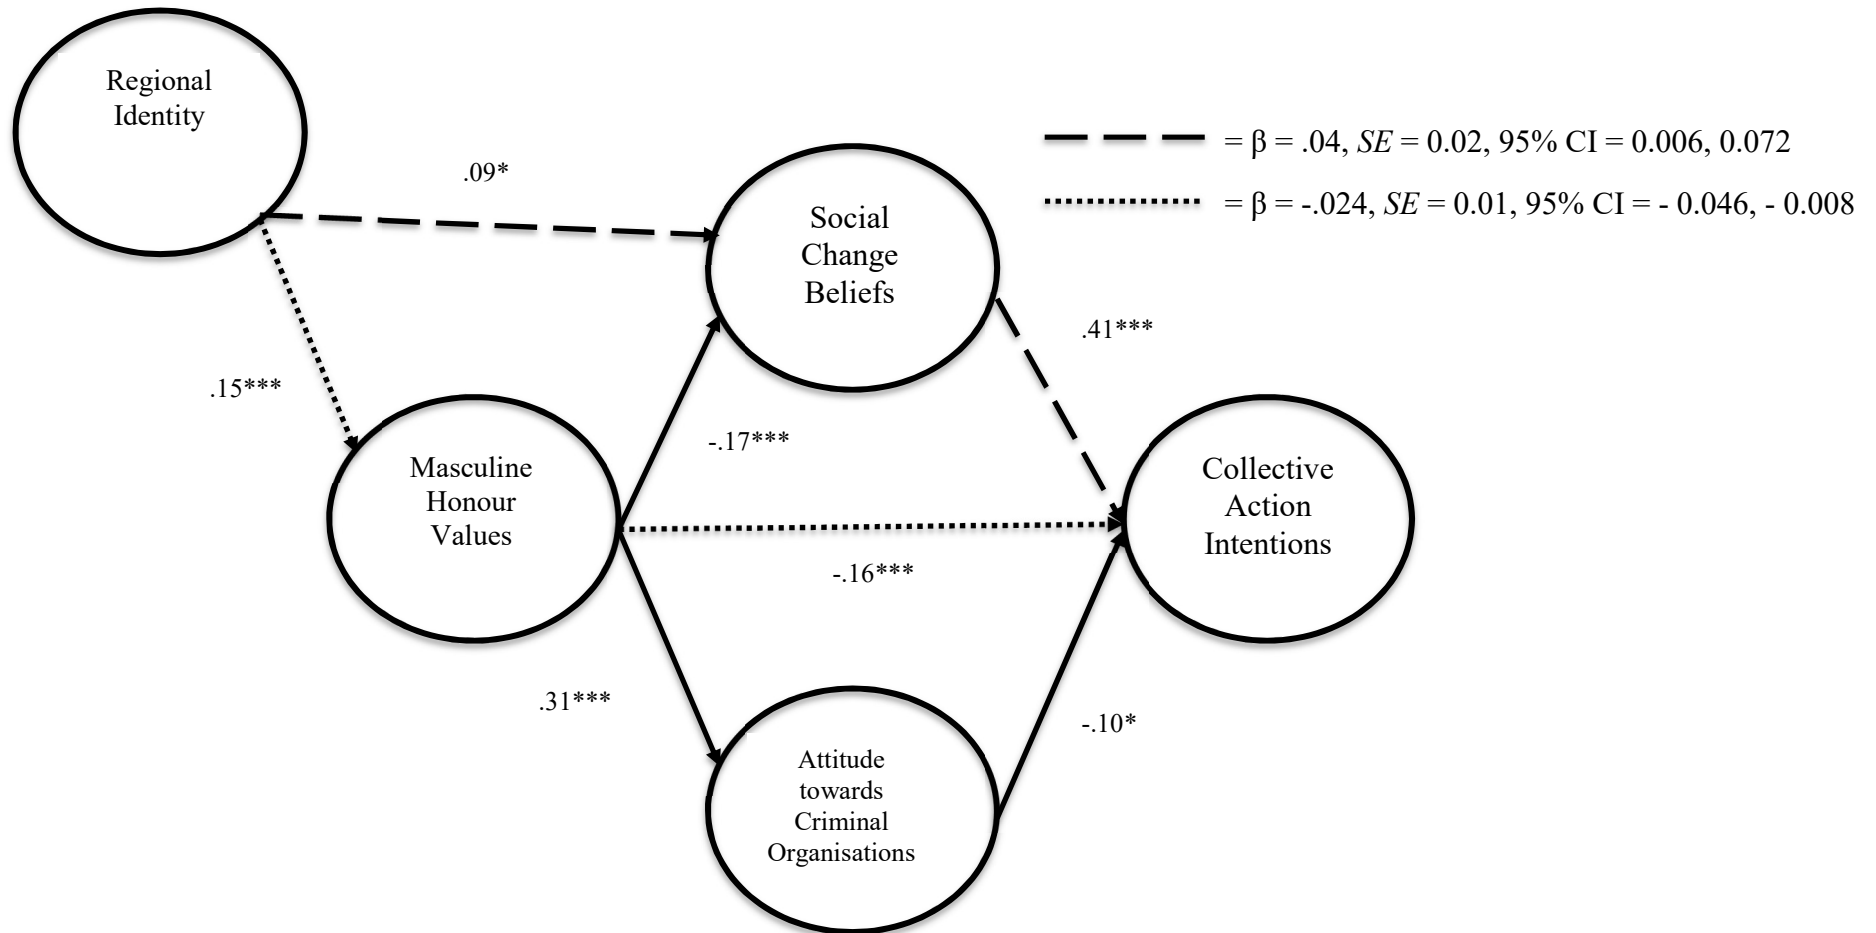 Regional
Identity
.09*
= β = .04, SE = 0.02, 95% CI = 0.006, 0.072
= β = -.024, SE = 0.01, 95% CI = - 0.046, - 0.008
Social
Change
Beliefs
.41***
.15***
-.17***
Masculine
Honour
Values
Collective
Action
Intentions
-.16***
.31***
-.10*
Attitude
towards
Criminal
Organisations